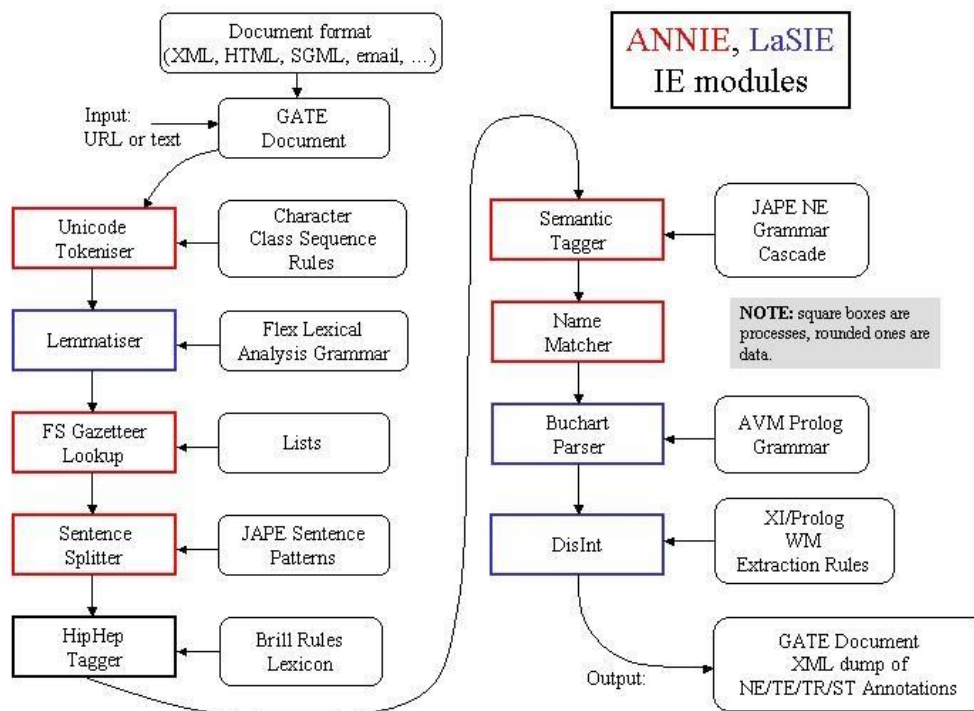 Document format
(XML, HTML, SGML, email, ...)
ANNIE, LaSIE
IE modules
Input:
URL or text
GATE
Document
Unicode
Tokeniser
Character
Class Sequence
Rules
Lemmatiser
Flex Lexical
Analysis Grammar
FS Gazetteer
Lookup
Lists
Sentence
Splitter
JAPE Sentence
Patterns
HipHep
Tagger
Brill Rules
Lexicon
Semantic
Tagger
JAPE NE
Grammar
Cascade
Name
Matcher
NOTE: square boxes are
processes, rounded ones are
data.
Buchart
Parser
AVM Prolog
Grammar
DisInt
XI/Prolog
WM
Extraction Rules
Output:
GATE Document
XML dump of
NE/TE/TR/ST Annotations